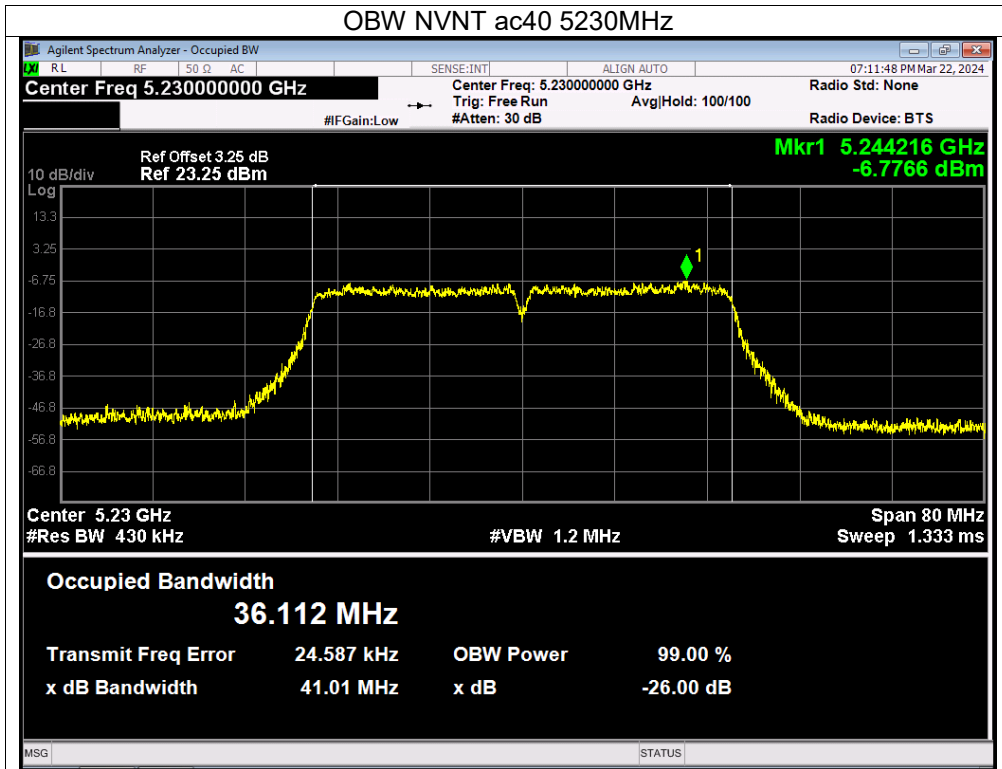 OBW NVNT ac40 5230MHz
Agilent Spectrum Analyzer - Occupied BW
LXI RL RF 50 Ω AC SENSE:INT ALIGN AUTO 07:11:48 PM Mar 22, 2024
Center Freq 5.230000000 GHz Center Freq: 5.230000000 GHz Radio Std: None
Trig: Free Run Avg|Hold: 100/100
#IFGain:Low #Atten: 30 dB Radio Device: BTS
Mkr1 5.244216 GHz
Ref Offset 3.25 dB
10 dB/div Ref 23.25 dBm -6.7766 dBm
Log
13.3
3.25
1
-6.75
-16.8
-26.8
-36.8
-46.8
-56.8
-66.8
Center 5.23 GHz Span 80 MHz
#Res BW 430 kHz #VBW 1.2 MHz Sweep 1.333 ms
Occupied Bandwidth
36.112 MHz
Transmit Freq Error 24.587 kHz OBW Power 99.00 %
x dB Bandwidth 41.01 MHz x dB -26.00 dB
MSG STATUS